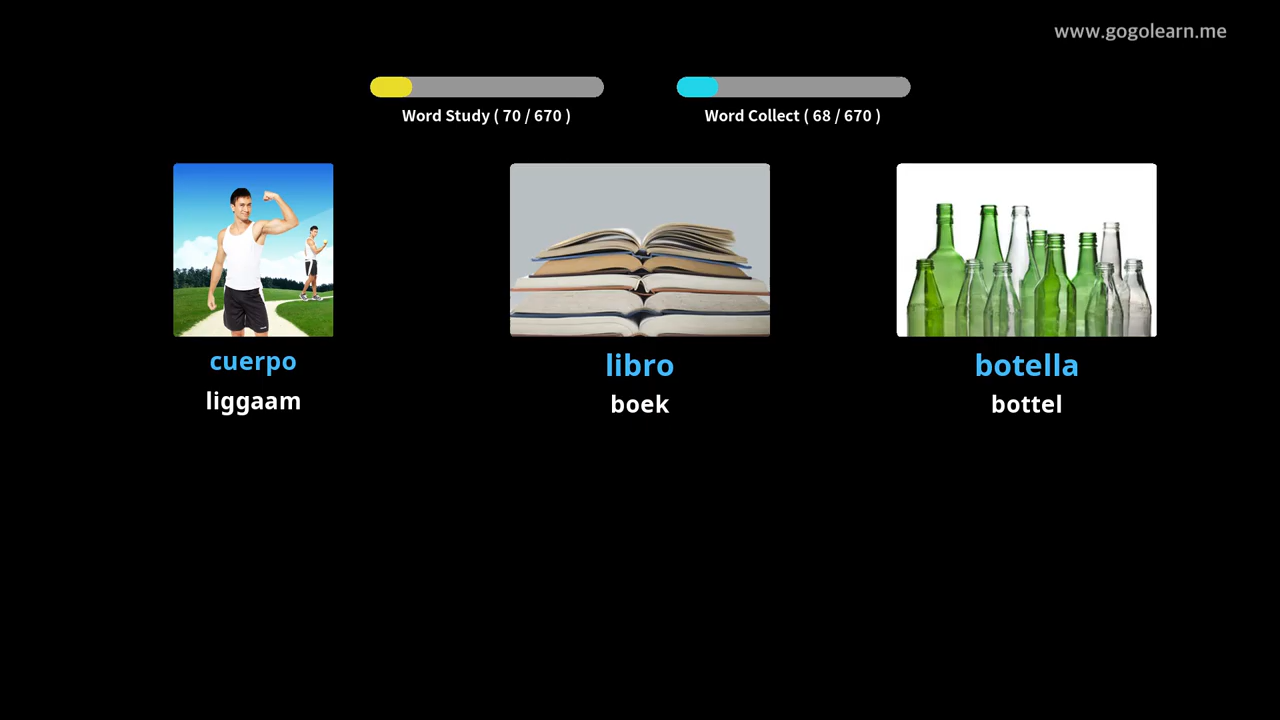 www.gogolearn.me
Word Study ( 70 / 670 )
Word Collect ( 68 / 670 )
cuerpo
liggaam
libro
boek
botella
bottel